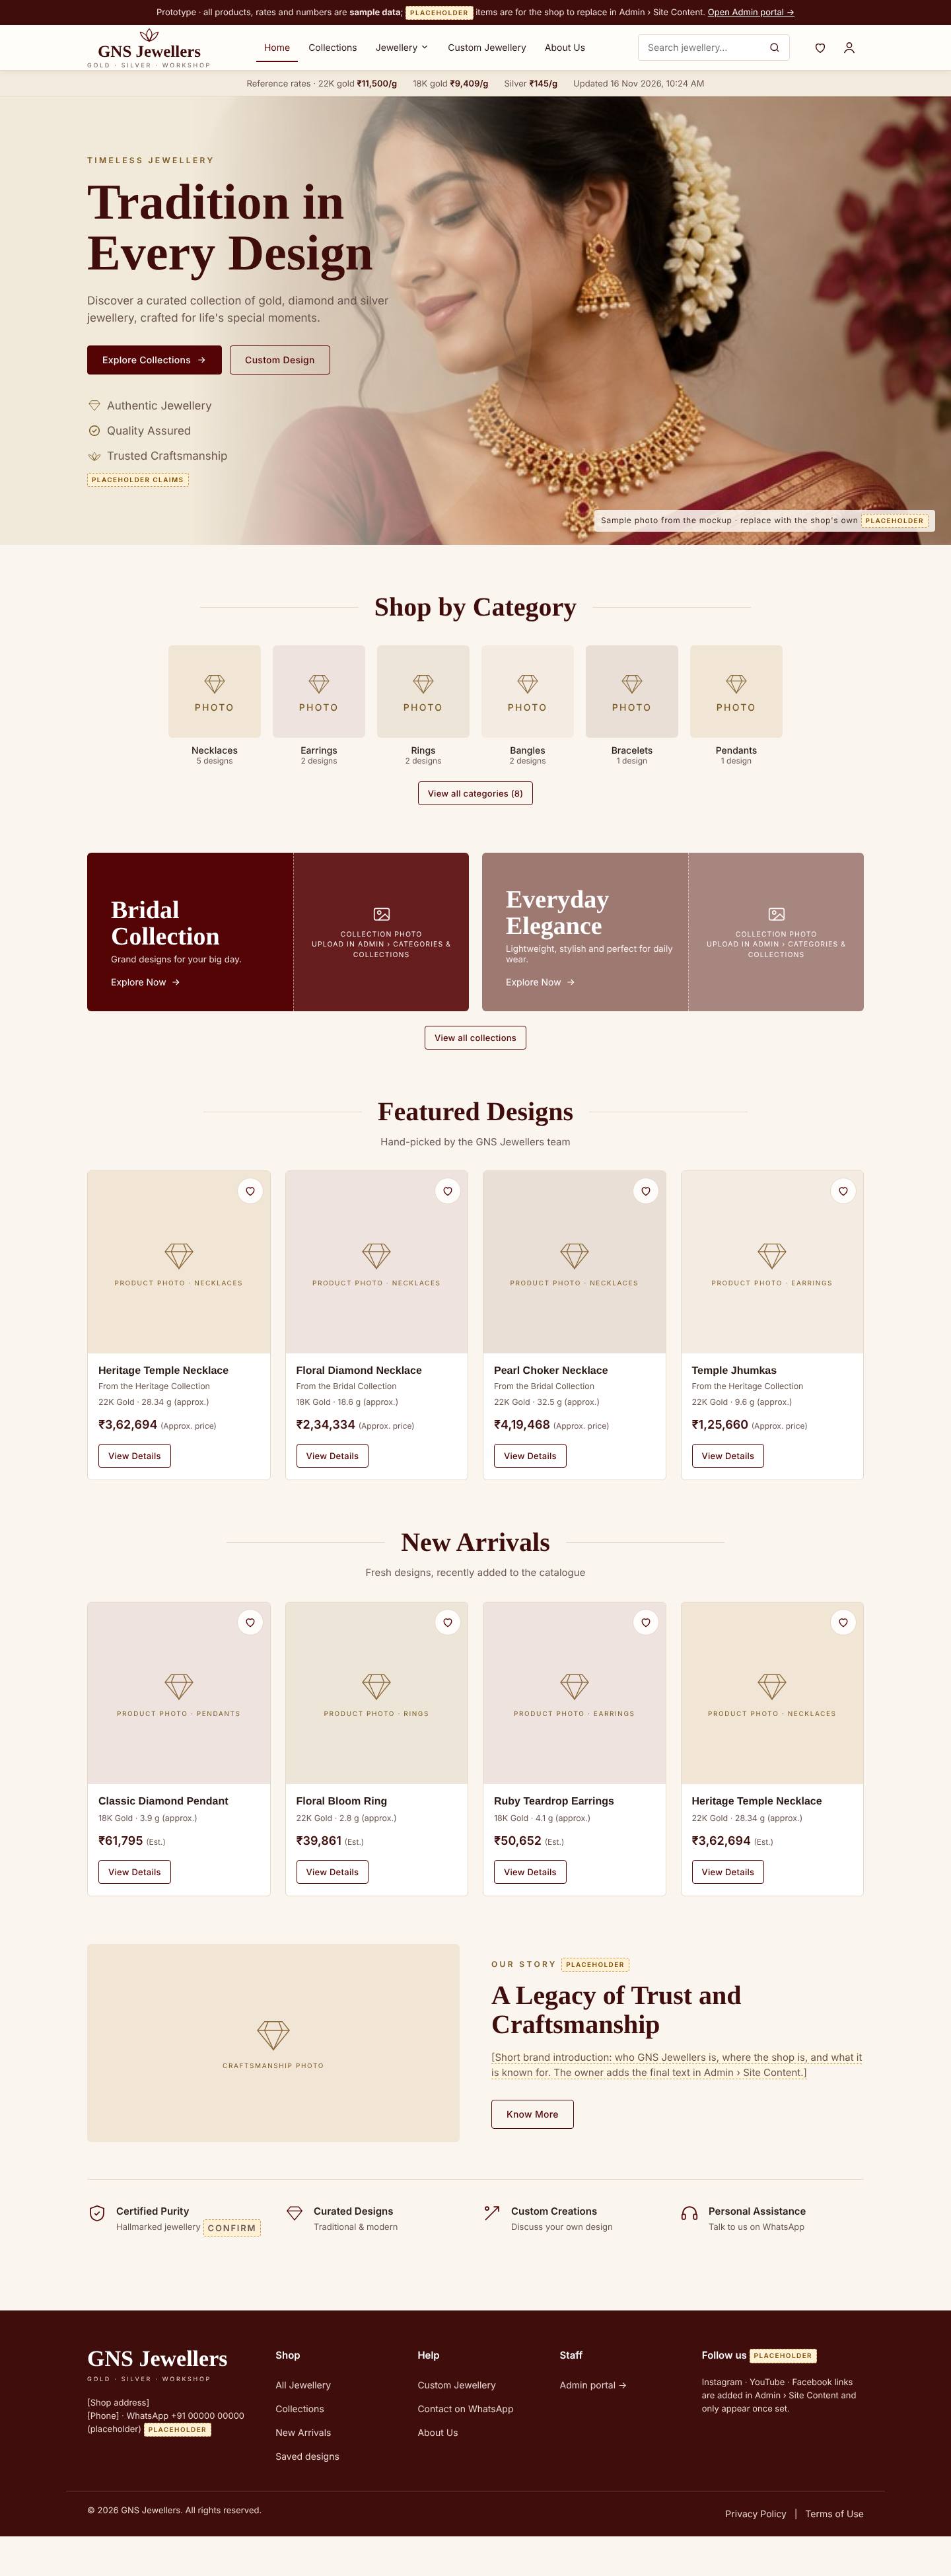 Prototype · all products, rates and numbers are sample data; PLACEHOLDER items are for the shop to replace in Admin › Site Content. Open Admin portal →
GNS Jewellers
GOLD · SILVER · WORKSHOP
Home Collections Jewellery Custom Jewellery About Us
Search jewellery...
Reference rates · 22K gold ₹11,500/g 18K gold ₹9,409/g Silver ₹145/g Updated 16 Nov 2026, 10:24 AM
TIMELESS JEWELLERY
Tradition in
Every Design
Discover a curated collection of gold, diamond and silver
jewellery, crafted for life's special moments.
Explore Collections → Custom Design
Authentic Jewellery
Quality Assured
Trusted Craftsmanship
PLACEHOLDER CLAIMS
Sample photo from the mockup · replace with the shop's own PLACEHOLDER
Shop by Category
PHOTO PHOTO PHOTO PHOTO PHOTO PHOTO
Necklaces Earrings Rings Bangles Bracelets Pendants
5 designs 2 designs 2 designs 2 designs 1 design 1 design
View all categories (8)
Bridal
Collection
Grand designs for your big day.
Explore Now →
COLLECTION PHOTO
UPLOAD IN ADMIN › CATEGORIES &
COLLECTIONS
Everyday
Elegance
Lightweight, stylish and perfect for daily
wear.
Explore Now →
COLLECTION PHOTO
UPLOAD IN ADMIN › CATEGORIES &
COLLECTIONS
View all collections
Featured Designs
Hand-picked by the GNS Jewellers team
PRODUCT PHOTO · NECKLACES PRODUCT PHOTO · NECKLACES PRODUCT PHOTO · NECKLACES PRODUCT PHOTO · EARRINGS
Heritage Temple Necklace Floral Diamond Necklace Pearl Choker Necklace Temple Jhumkas
From the Heritage Collection From the Bridal Collection From the Bridal Collection From the Heritage Collection
22K Gold · 28.34 g (approx.) 18K Gold · 18.6 g (approx.) 22K Gold · 32.5 g (approx.) 22K Gold · 9.6 g (approx.)
₹3,62,694 (Approx. price) ₹2,34,334 (Approx. price) ₹4,19,468 (Approx. price) ₹1,25,660 (Approx. price)
View Details View Details View Details View Details
New Arrivals
Fresh designs, recently added to the catalogue
PRODUCT PHOTO · PENDANTS PRODUCT PHOTO · RINGS PRODUCT PHOTO · EARRINGS PRODUCT PHOTO · NECKLACES
Classic Diamond Pendant Floral Bloom Ring Ruby Teardrop Earrings Heritage Temple Necklace
18K Gold · 3.9 g (approx.) 22K Gold · 2.8 g (approx.) 18K Gold · 4.1 g (approx.) 22K Gold · 28.34 g (approx.)
₹61,795 (Est.) ₹39,861 (Est.) ₹50,652 (Est.) ₹3,62,694 (Est.)
View Details View Details View Details View Details
CRAFTSMANSHIP PHOTO
OUR STORY PLACEHOLDER
A Legacy of Trust and
Craftsmanship
[Short brand introduction: who GNS Jewellers is, where the shop is, and what it
is known for. The owner adds the final text in Admin › Site Content.]
Know More
Certified Purity Curated Designs Custom Creations Personal Assistance
Hallmarked jewellery CONFIRM Traditional & modern Discuss your own design Talk to us on WhatsApp
GNS Jewellers
GOLD · SILVER · WORKSHOP
[Shop address]
[Phone] · WhatsApp +91 00000 00000
(placeholder) PLACEHOLDER
Shop
All Jewellery
Collections
New Arrivals
Saved designs
Help
Custom Jewellery
Contact on WhatsApp
About Us
Staff
Admin portal →
Follow us PLACEHOLDER
Instagram · YouTube · Facebook links
are added in Admin › Site Content and
only appear once set.
© 2026 GNS Jewellers. All rights reserved.
Privacy Policy | Terms of Use